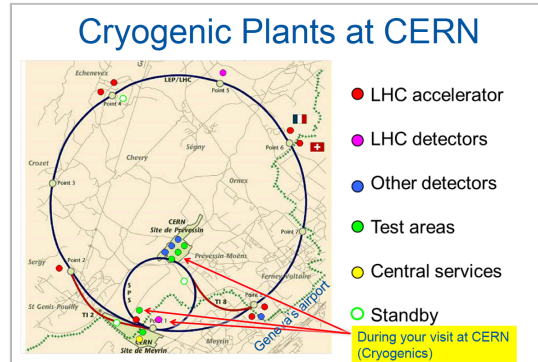 Cryogenic Plants at CERN
Echenevex
LEP/LHC
Point 5
Point 4
LHC accelerator
Point 6
LHC detectors
Ségny
Crozet
Chevry
Other detectors
Point 3
Ornex
CERN
Site de Prévessin
Test areas
Prévessin-Moëns
Sergy
Point 2
Ferney-Voltaire
Central services
SPS
St Genis-Pouilly
TI 2
TI 8
Geneva's airport
Standby
CERN
Site de Meyrin
Meyrin
During your visit at CERN
(Cryogenics)